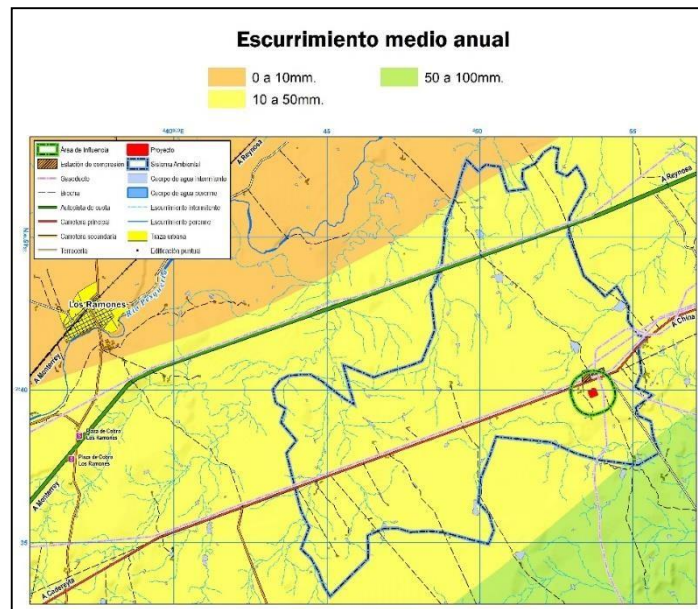 Escurrimiento medio anual
0 a 10mm.
50 a 100mm.
10 a 50mm.
45
50
55
Área de Influencia
Proyecto
Estación de compresión
Sistema Ambiental
Gasoducto
Cuerpo de agua intermitente
Brecha
Cuerpo de agua perenne
Autopista de cuota
Escurrimiento intermitente
Carretera principal
Escurrimiento perenne
Carretera secundaria
Traza urbana
Terracería
Edificación puntual
A Reynosa
A Reynosa
Los Ramones
Río Pesquería
A Monterrey
A China
40
Plaza de Cobro
Los Ramones
Plaza de Cobro
Los Ramones
A Monterrey
35
A Cadereyta